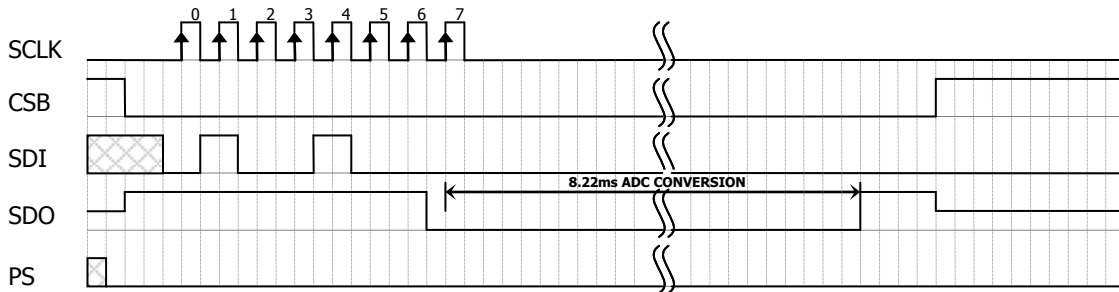 0 1 2 3 4 5 6 7
SCLK
CSB
SDI
8.22ms ADC CONVERSION
SDO
PS